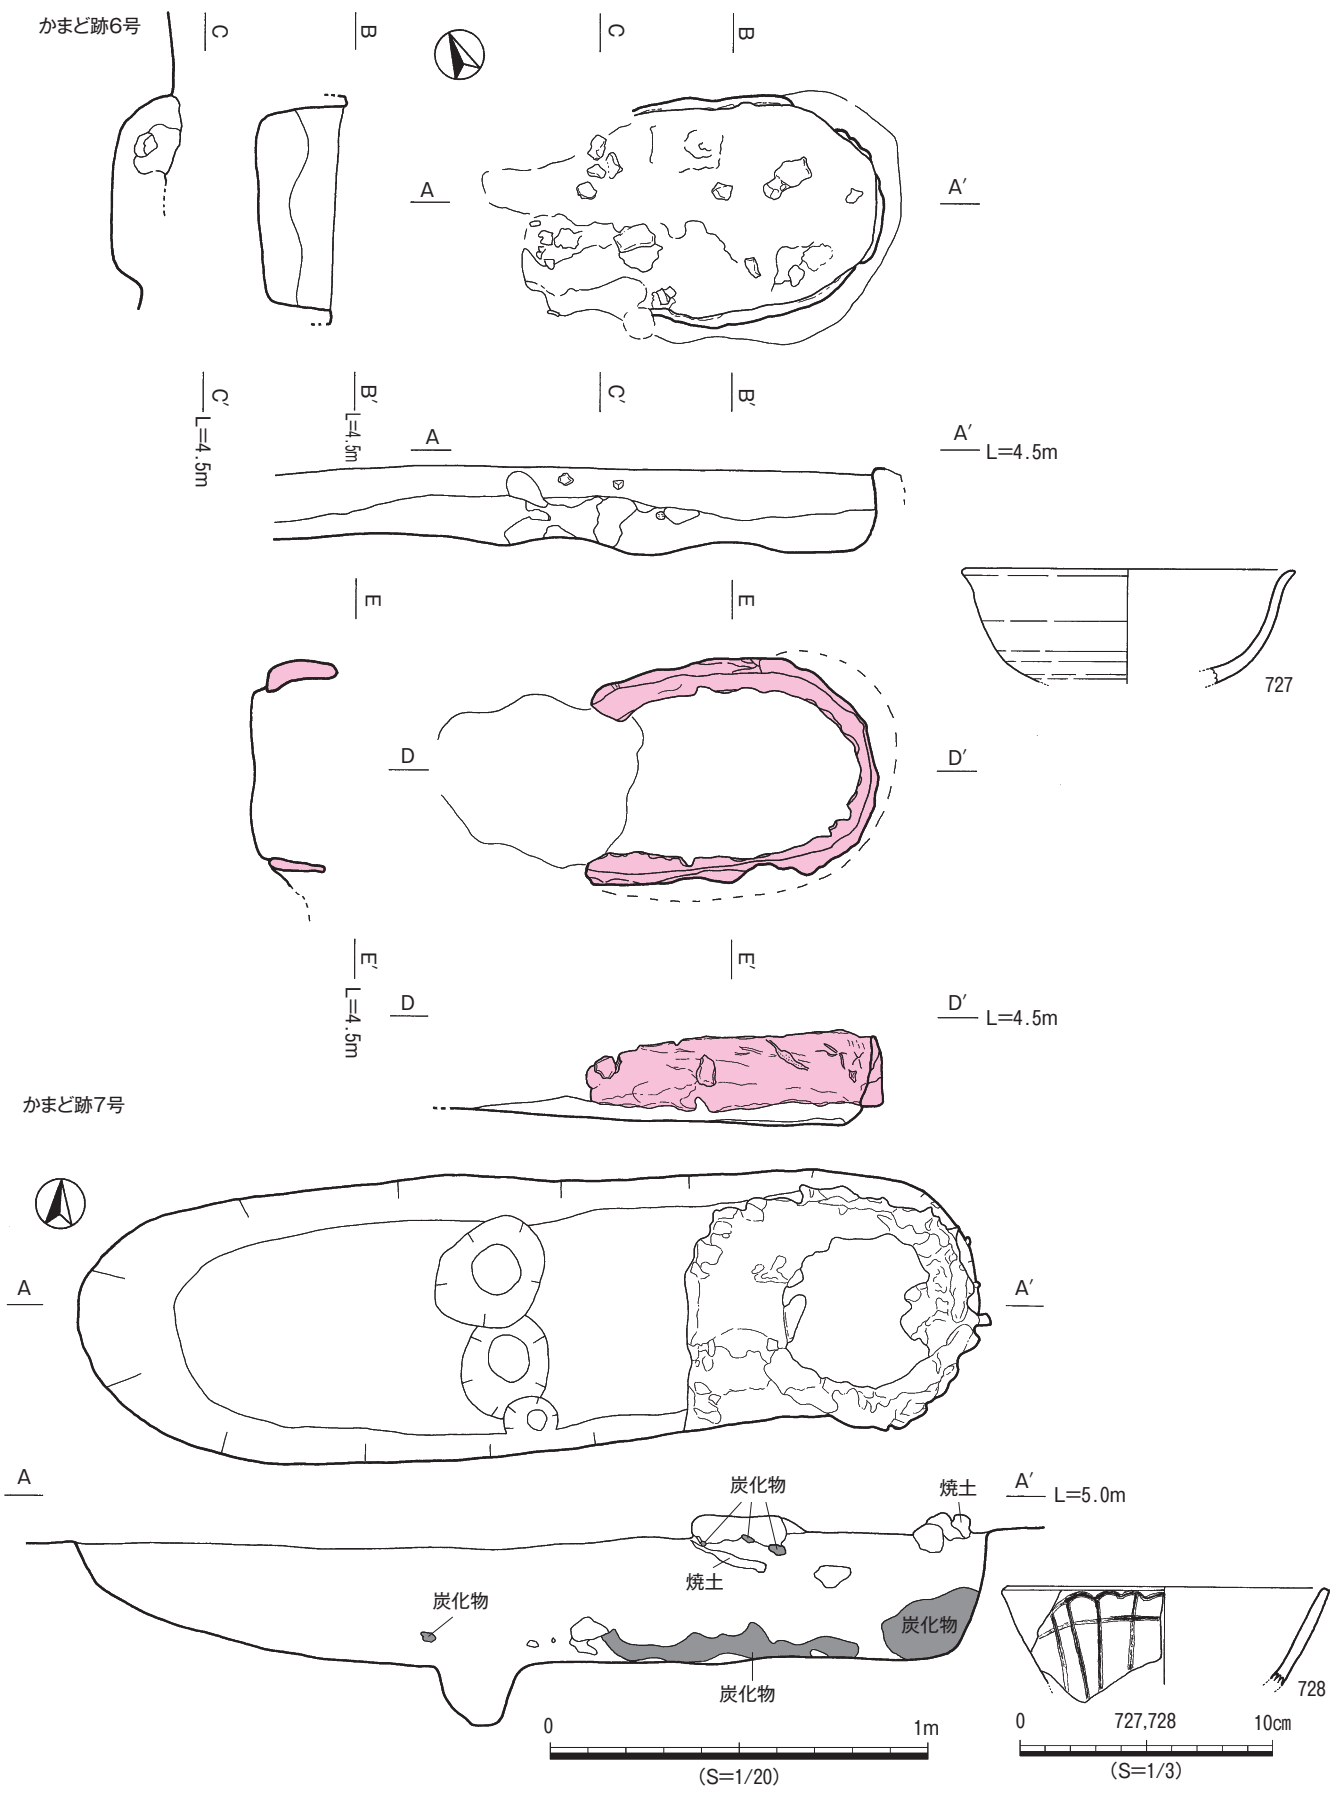 かまど跡6号
C
B
C
B
A
A′
C′
L=4.5m
B′
L=4.5m
C′
B′
A
A′
L=4.5m
727
E
E
D
D′
E′
L=4.5m
E′
D
D′
L=4.5m
かまど跡7号
A
A′
A
A′
L=5.0m
炭化物
焼土
焼土
炭化物
炭化物
炭化物
728
0
1m
(S=1/20)
0
727,728
10㎝
(S=1/3)